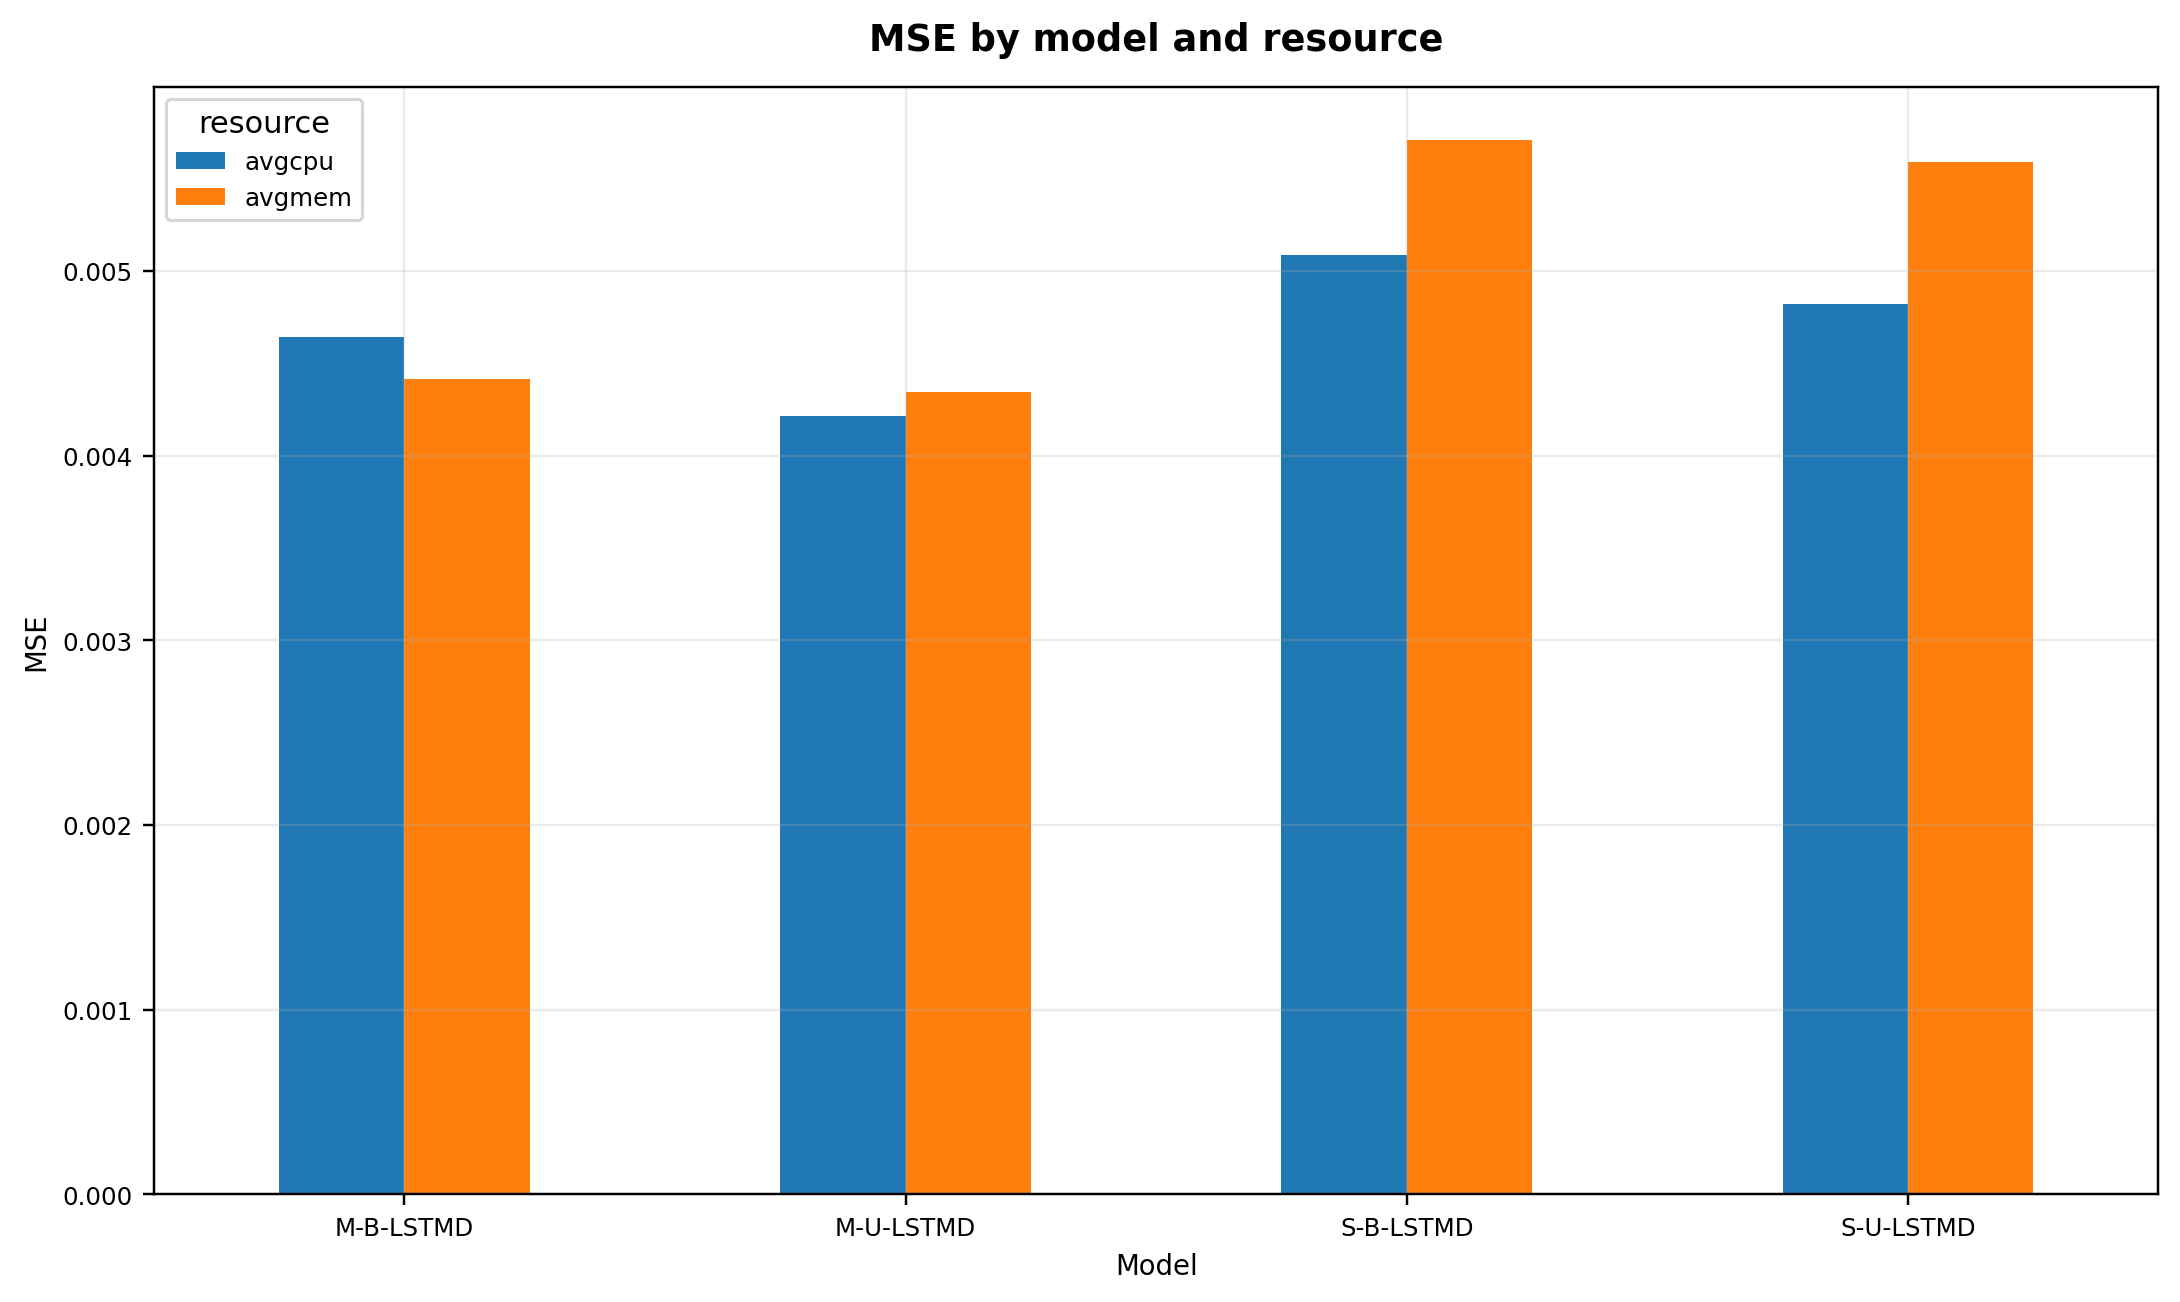 MSE by model and resource
resource
avgcpu
avgmem
0.005
0.004
0.003
0.002
0.001
0.000
MSE
M-B-LSTMD
M-U-LSTMD
S-B-LSTMD
S-U-LSTMD
Model